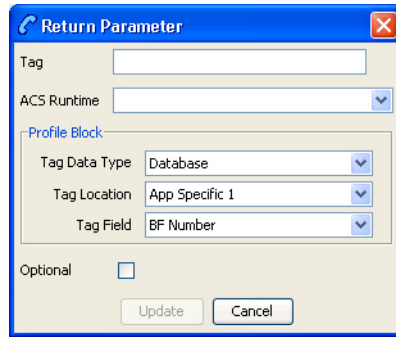 Return Parameter
Tag
ACS Runtime
Profile Block
Tag Data Type Database
Tag Location App Specific 1
Tag Field BF Number
Optional
Update Cancel